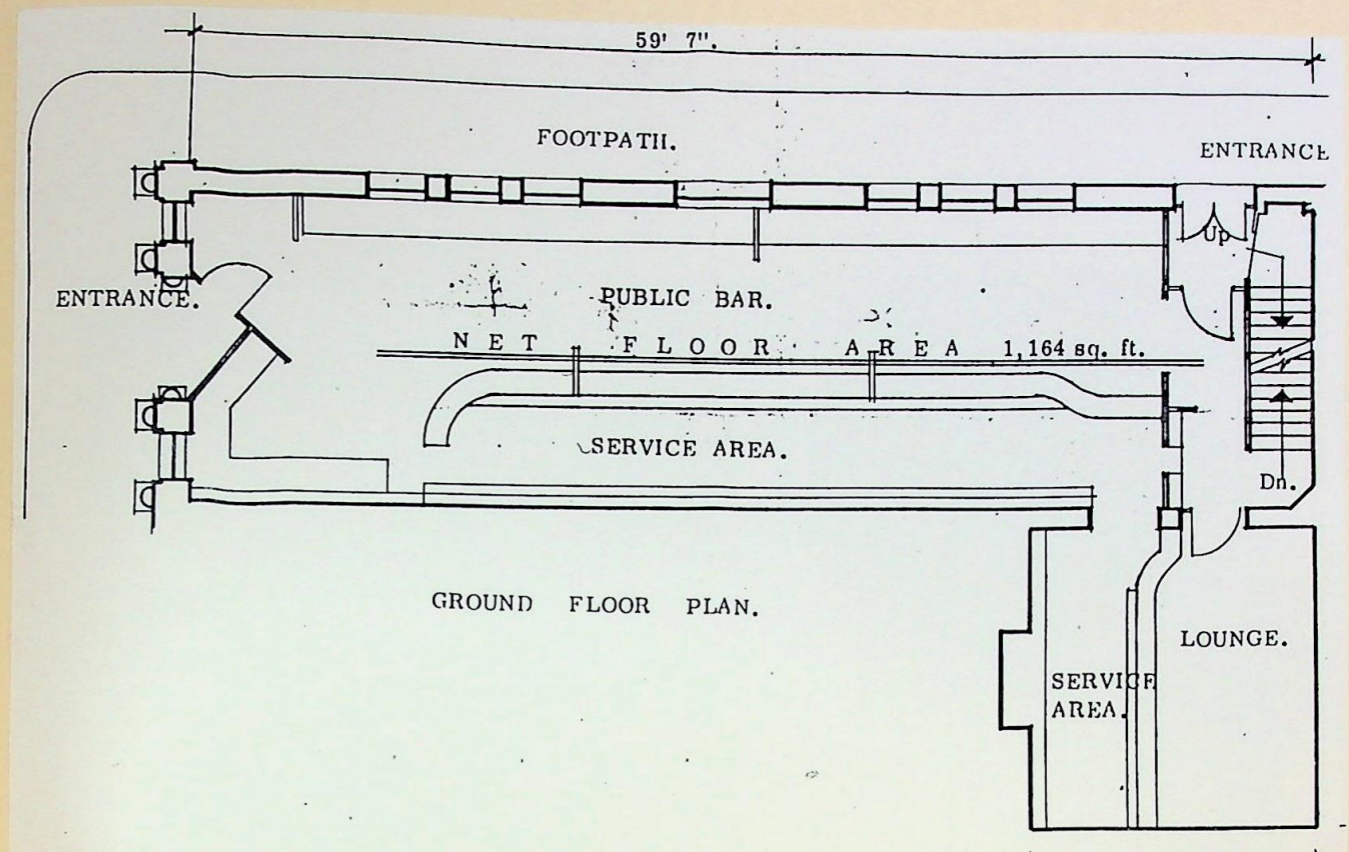 59' 7".
FOOTPATH.
ENTRANCE
Up
ENTRANCE.
PUBLIC BAR.
NET FLOOR AREA 1,164 sq. ft.
SERVICE AREA.
Dn.
GROUND FLOOR PLAN.
LOUNGE.
SERVICE
AREA.